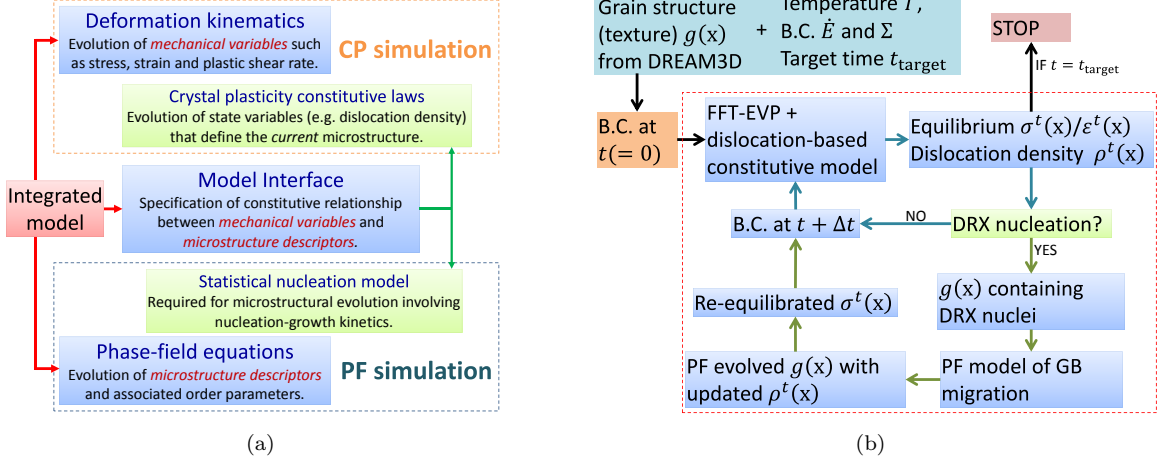 Deformation kinematics
Evolution of mechanical variables such
as stress, strain and plastic shear rate.
CP simulation
Crystal plasticity constitutive laws
Evolution of state variables (e.g. dislocation density)
that define the current microstructure.
Integrated
model
Model Interface
Specification of constitutive relationship
between mechanical variables and
microstructure descriptors.
Statistical nucleation model
Required for microstructural evolution involving
nucleation-growth kinetics.
Phase-field equations
Evolution of microstructure descriptors
and associated order parameters.
PF simulation
(a)
Grain structure
(texture) g(x)
from DREAM3D
+
Temperature T,
B.C. Ė and Σ
Target time t_target
STOP
IF t = t_target
B.C. at
t(= 0)
FFT-EVP +
dislocation-based
constitutive model
Equilibrium σ^t(x)/ε^t(x)
Dislocation density ρ^t(x)
B.C. at t + Δt
NO
DRX nucleation?
YES
Re-equilibrated σ^t(x)
g(x) containing
DRX nuclei
PF evolved g(x) with
updated ρ^t(x)
PF model of GB
migration
(b)